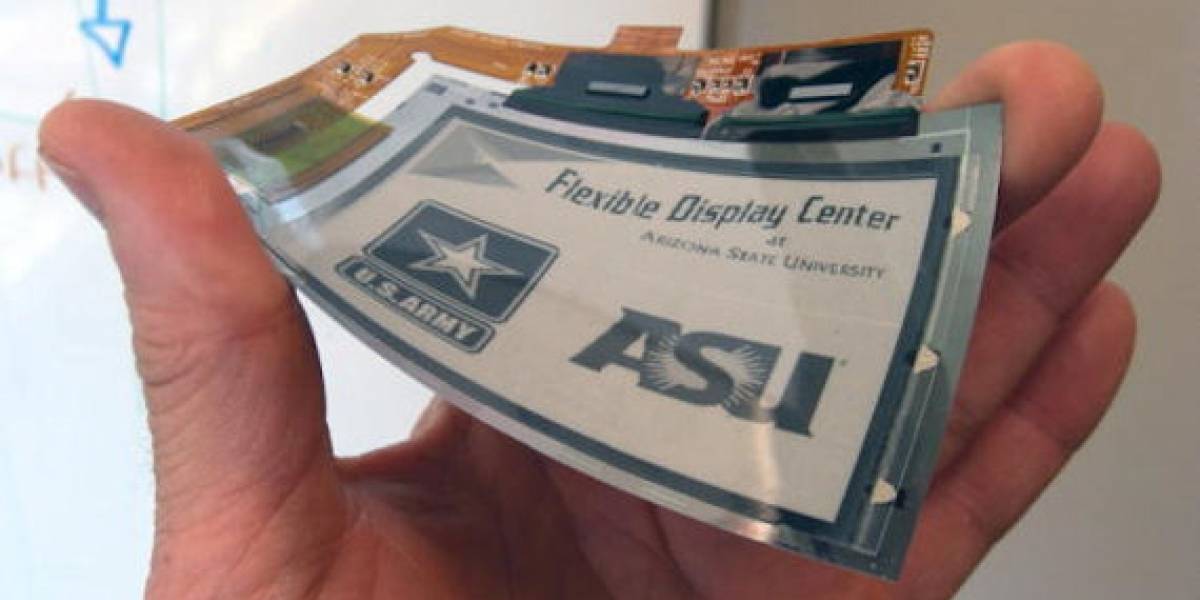 Flexible Display Center
at
ARIZONA STATE UNIVERSITY
U.S. ARMY
ASU